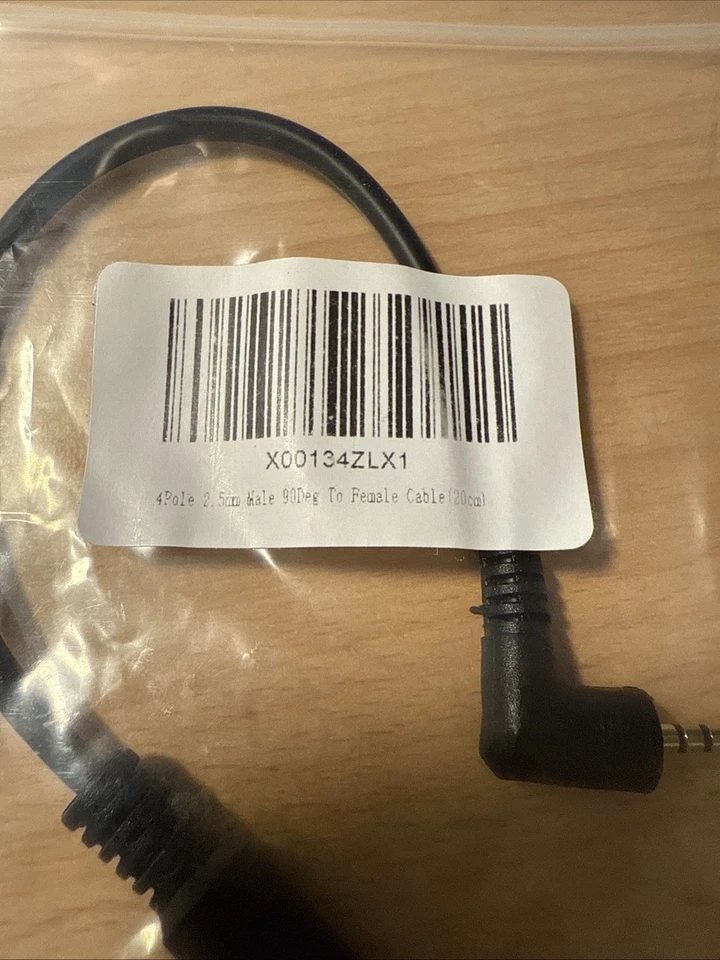 X00134ZLX1
4Pole 2.5mm Male 90Deg To Female Cable(20cm)